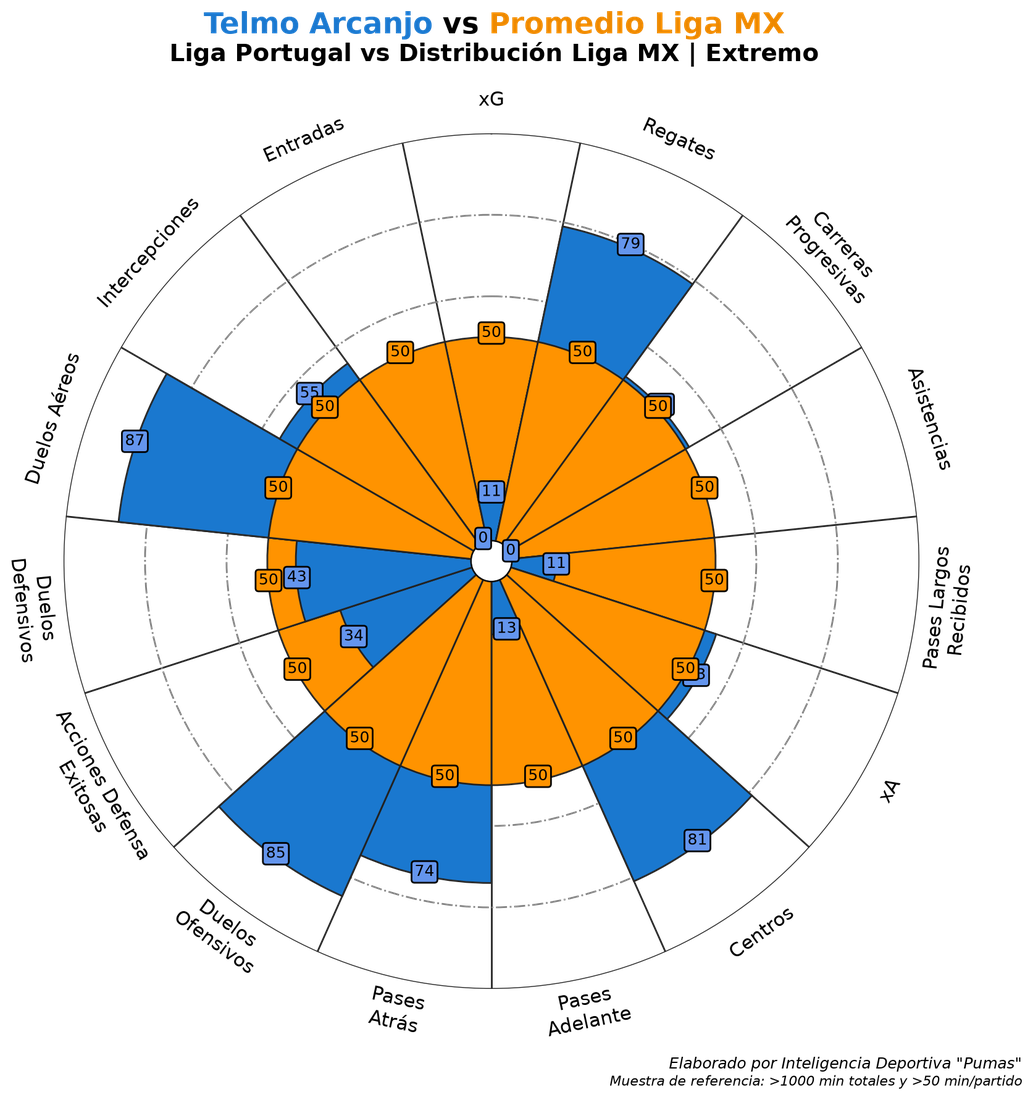 Telmo Arcanjo vs Promedio Liga MX
Liga Portugal vs Distribución Liga MX | Extremo
xG
Regates
Carreras
Progresivas
Asistencias
Pases Largos
Recibidos
xA
Centros
Pases
Adelante
Pases
Atrás
Duelos
Ofensivos
Acciones Defensa
Exitosas
Duelos
Defensivos
Duelos Aéreos
Intercepciones
Entradas
11
50
79
50
50
0
50
11
50
50
81
50
13
50
74
50
85
50
34
50
43
50
87
50
55
50
0
50
Elaborado por Inteligencia Deportiva "Pumas"
Muestra de referencia: >1000 min totales y >50 min/partido